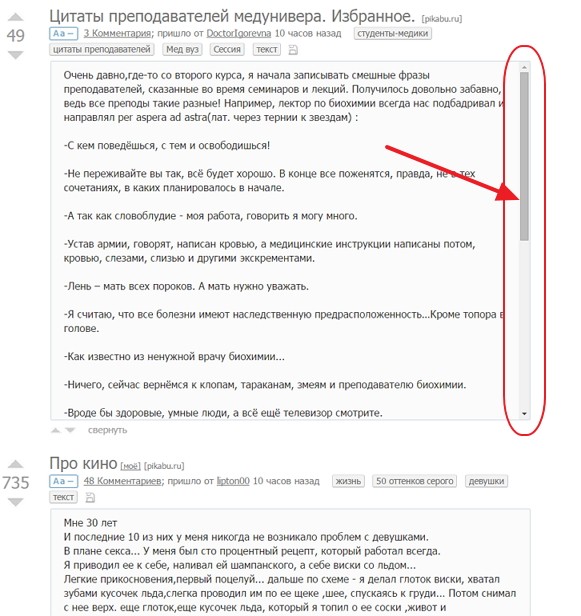 Цитаты преподавателей медунивера. Избранное. [pikabu.ru]
49
Аа – 3 Комментария; пришло от DoctorIgorevna 10 часов назад студенты-медики
цитаты преподавателей Мед вуз Сессия текст
Очень давно,где-то со второго курса, я начала записывать смешные фразы
преподавателей, сказанные во время семинаров и лекций. Получилось довольно забавно,
ведь все преподы такие разные! Например, лектор по биохимии всегда нас подбадривал и
направлял per aspera ad astra(лат. через тернии к звездам) :
-С кем поведёшься, с тем и освободишься!
-Не переживайте вы так, всё будет хорошо. В конце все поженятся, правда, не в тех
сочетаниях, в каких планировалось в начале.
-А так как словоблудие - моя работа, говорить я могу много.
-Устав армии, говорят, написан кровью, а медицинские инструкции написаны потом,
кровью, слезами, слизью и другими экскрементами.
-Лень – мать всех пороков. А мать нужно уважать.
-Я считаю, что все болезни имеют наследственную предрасположенность...Кроме топора в
голове.
-Как известно из ненужной врачу биохимии...
-Ничего, сейчас вернёмся к клопам, тараканам, змеям и преподавателю биохимии.
-Вроде бы здоровые, умные люди, а всё ещё телевизор смотрите.
свернуть
Про кино [моё] [pikabu.ru]
735
Аа – 48 Комментариев; пришло от lipton00 10 часов назад жизнь 50 оттенков серого девушки
текст
Мне 30 лет
И последние 10 из них у меня никогда не возникало проблем с девушками.
В плане секса... У меня был сто процентный рецепт, который работал всегда.
Я приводил ее к себе, наливал ей шампанского, а себе виски со льдом...
Легкие прикосновения,первый поцелуй... дальше по схеме - я делал глоток виски, хватал
зубами кусочек льда,слегка проводил им по ее щеке ,шее, спускаясь к груди... Потом снимал
с нее верх. еще глоток,еще кусочек льда, который я топил о ее соски ,живот и